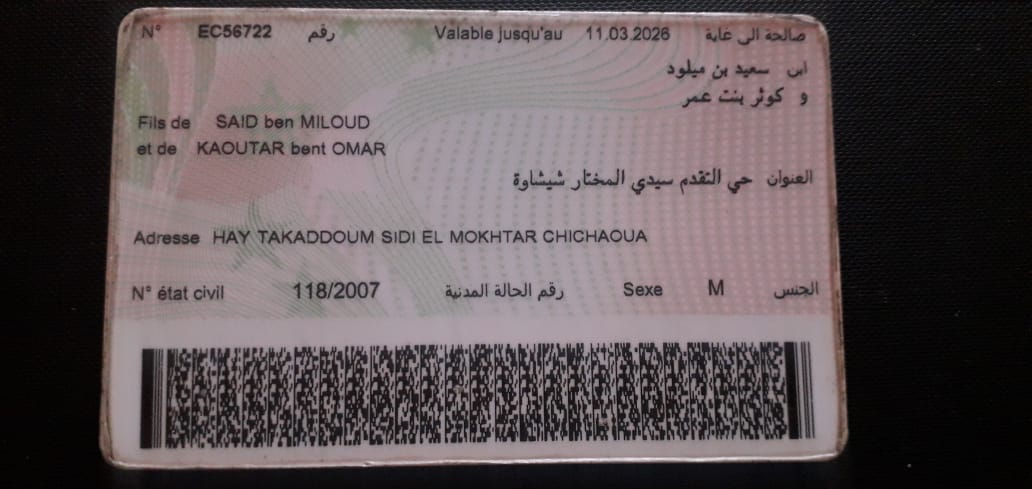 N° EC56722 رقم Valable jusqu'au 11.03.2026 صالحة الى غاية
ابن سعيد بن ميلود
و كوثر بنت عمر
Fils de SAID ben MILOUD
et de KAOUTAR bent OMAR
العنوان حي التقدم سيدي المختار شيشاوة
Adresse HAY TAKADDOUM SIDI EL MOKHTAR CHICHAOUA
N° état civil 118/2007 رقم الحالة المدنية Sexe M الجنس